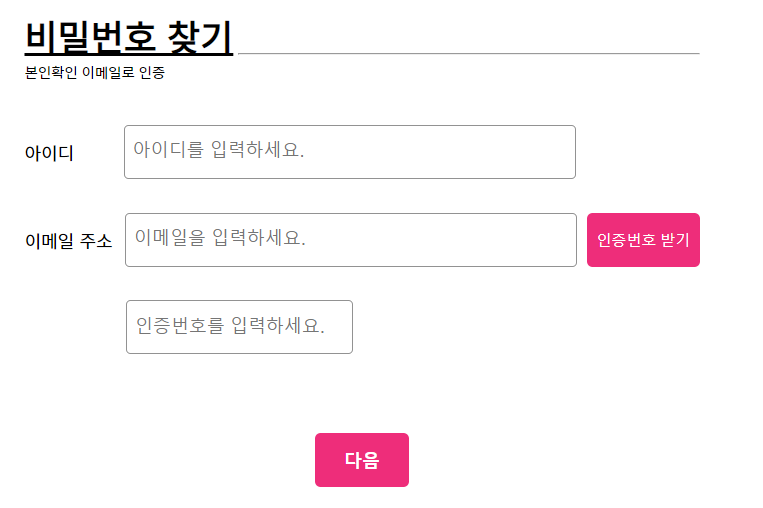 비밀번호 찾기
본인확인 이메일로 인증
아이디 아이디를 입력하세요.
이메일 주소 이메일을 입력하세요. 인증번호 받기
인증번호를 입력하세요.
다음